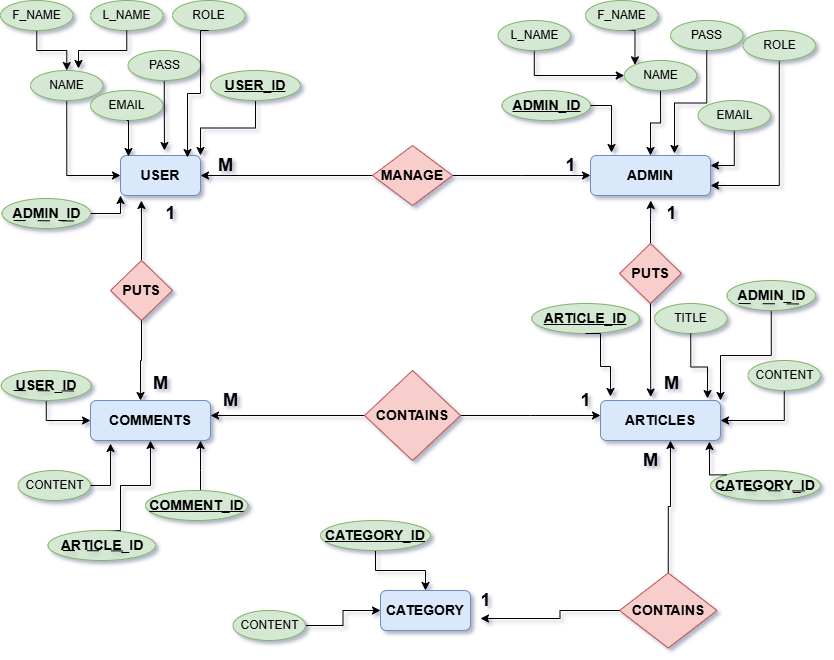 F_NAME
L_NAME
ROLE
F_NAME
L_NAME
PASS
ROLE
PASS
NAME
USER_ID
NAME
EMAIL
ADMIN_ID
EMAIL
USER
M
MANAGE
1
ADMIN
ADMIN_ID
1
1
PUTS
PUTS
ARTICLE_ID
TITLE
ADMIN_ID
USER_ID
M
M
CONTENT
COMMENTS
M
CONTAINS
1
ARTICLES
M
CONTENT
COMMENT_ID
CATEGORY_ID
ARTICLE_ID
CATEGORY_ID
CATEGORY
1
CONTAINS
CONTENT